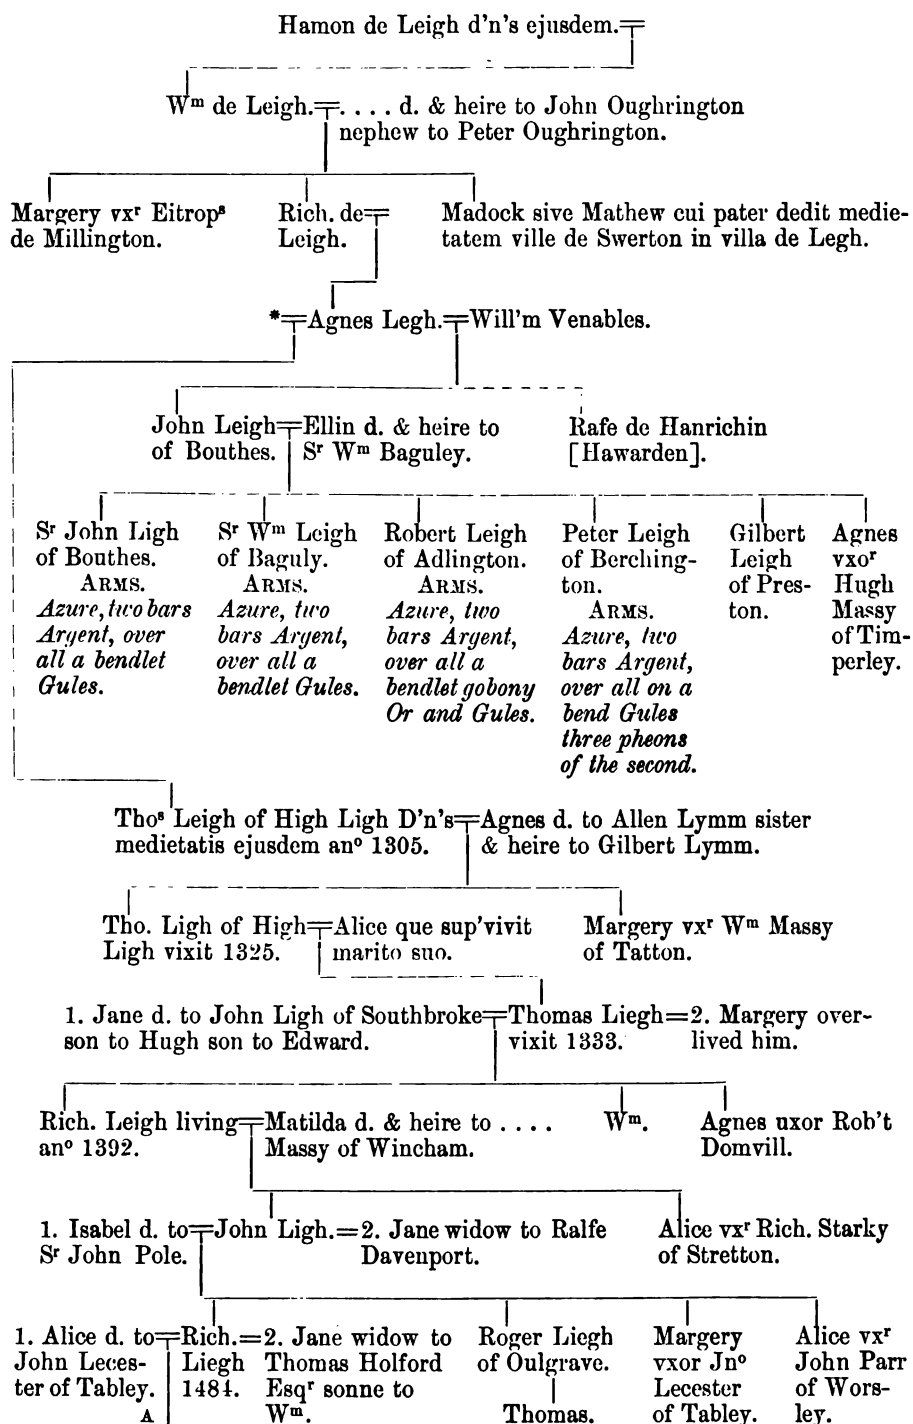 Hamon de Leigh d'n's ejusdem.
Wᵐ de Leigh. . . . . d. & heire to John Oughrington
nephew to Peter Oughrington.
Margery vxʳ Eitropˢ
de Millington.
Rich. de
Leigh.
Madock sive Mathew cui pater dedit medie-
tatem ville de Swerton in villa de Legh.
* Agnes Legh. Will'm Venables.
John Leigh
of Bouthes.
Ellin d. & heire to
Sʳ Wᵐ Baguley.
Rafe de Hanrichin
[Hawarden].
Sʳ John Ligh
of Bouthes.
ARMS.
Azure, two bars
Argent, over
all a bendlet
Gules.
Sʳ Wᵐ Leigh
of Baguly.
ARMS.
Azure, two
bars Argent,
over all a
bendlet Gules.
Robert Leigh
of Adlington.
ARMS.
Azure, two
bars Argent,
over all a
bendlet gobony
Or and Gules.
Peter Leigh
of Berching-
ton.
ARMS.
Azure, two
bars Argent,
over all on a
bend Gules
three pheons
of the second.
Gilbert
Leigh
of Pres-
ton.
Agnes
vxoʳ
Hugh
Massy
of Tim-
perley.
Thoˢ Leigh of High Ligh D'n's
medietatis ejusdem anº 1305.
Agnes d. to Allen Lymm sister
& heire to Gilbert Lymm.
Tho. Ligh of High
Ligh vixit 1325.
Alice que sup'vivit
marito suo.
Margery vxʳ Wᵐ Massy
of Tatton.
1. Jane d. to John Ligh of Southbroke
son to Hugh son to Edward.
Thomas Liegh
vixit 1333.
=2. Margery over-
lived him.
Rich. Leigh living
anº 1392.
Matilda d. & heire to . . . .
Massy of Wincham.
Wᵐ.
Agnes uxor Rob't
Domvill.
1. Isabel d. to
Sʳ John Pole.
John Ligh.
=2. Jane widow to Ralfe
Davenport.
Alice vxʳ Rich. Starky
of Stretton.
1. Alice d. to
John Leces-
ter of Tabley.
A
Rich.
Liegh
1484.
=2. Jane widow to
Thomas Holford
Esqʳ sonne to
Wᵐ.
Roger Liegh
of Oulgrave.
Thomas.
Margery
vxor Jnº
Lecester
of Tabley.
Alice vxʳ
John Parr
of Wors-
ley.